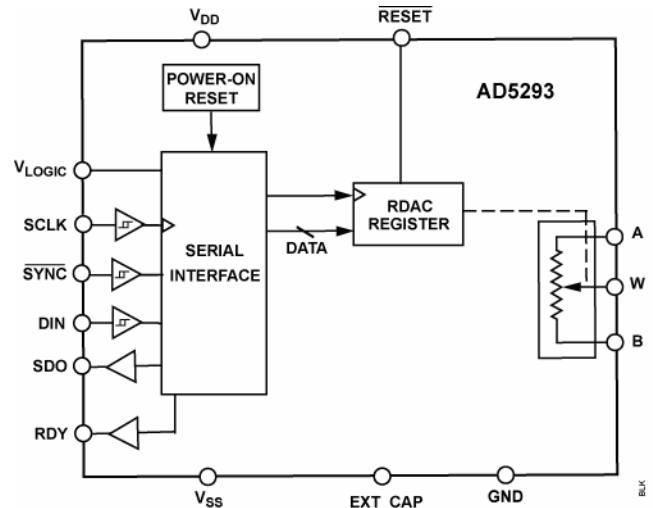 V_DD
RESET
POWER-ON
RESET
AD5293
V_LOGIC
SCLK
SYNC
DIN
SDO
RDY
SERIAL
INTERFACE
DATA
RDAC
REGISTER
A
W
B
V_SS
EXT CAP
GND
BLK